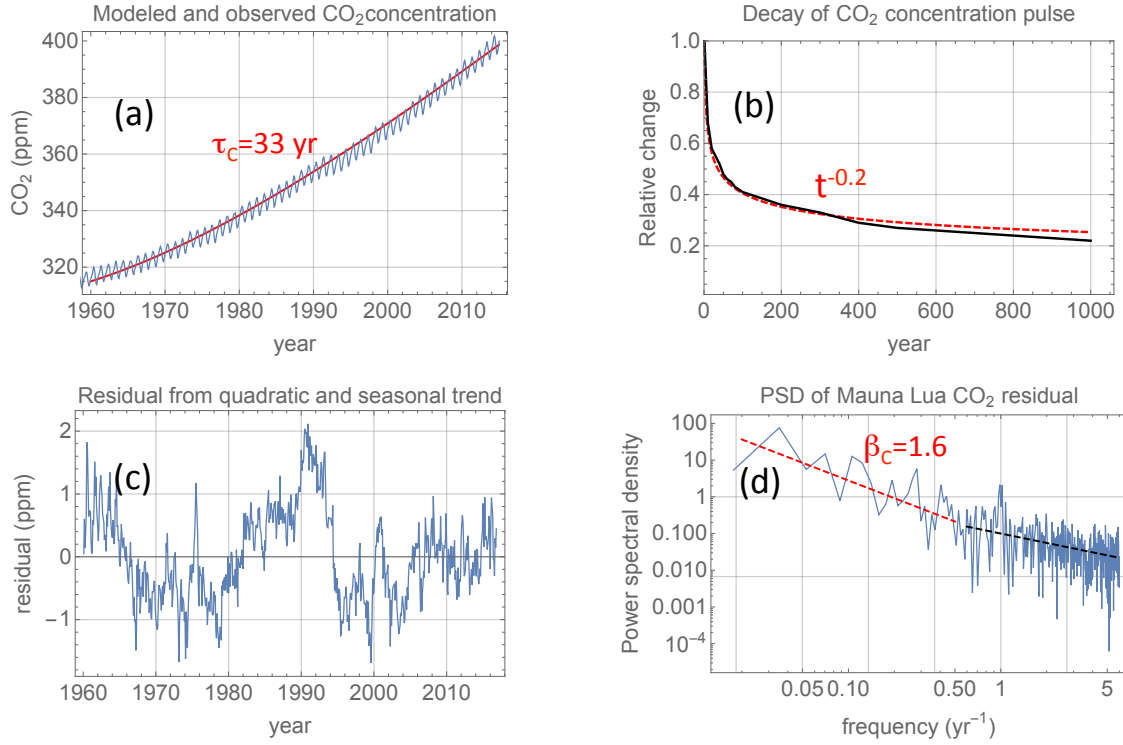 Modeled and observed CO₂concentration
CO₂ (ppm)
400
380
360
340
320
(a)
τ_C=33 yr
1960 1970 1980 1990 2000 2010
year
Decay of CO₂ concentration pulse
Relative change
1.0
0.8
0.6
0.4
0.2
(b)
t^-0.2
0 200 400 600 800 1000
year
Residual from quadratic and seasonal trend
residual (ppm)
2
1
0
−1
(c)
1960 1970 1980 1990 2000 2010
year
PSD of Mauna Lua CO₂ residual
Power spectral density
100
10
1
0.100
0.010
0.001
10⁻⁴
β_C=1.6
(d)
0.05 0.10 0.50 1 5
frequency (yr⁻¹)